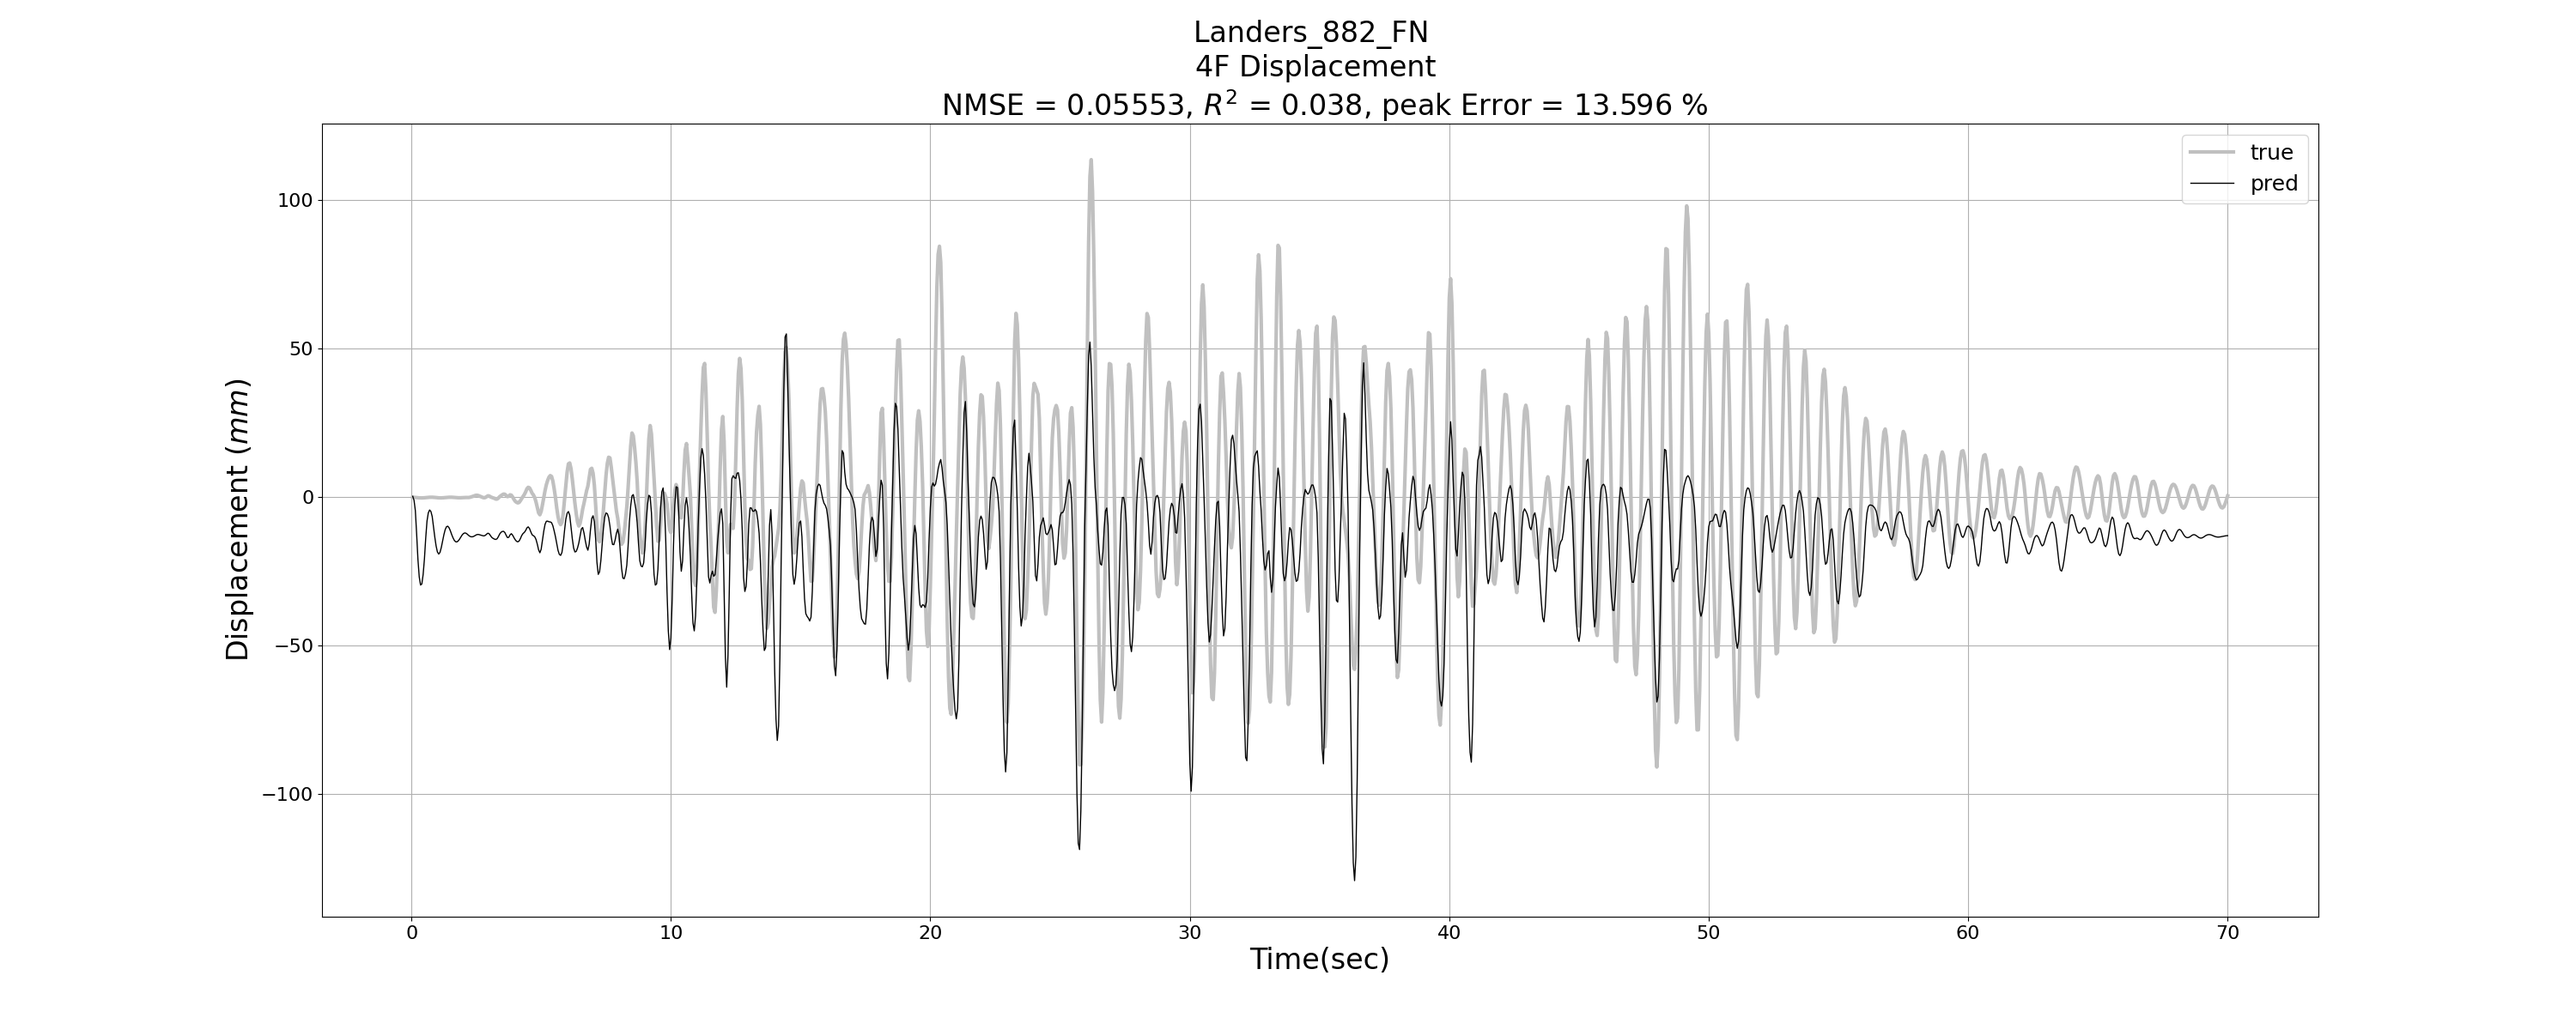 Landers_882_FN
4F Displacement
NMSE = 0.05553, R² = 0.038, peak Error = 13.596 %
true
pred
Displacement (mm)
100
50
0
−50
−100
0 10 20 30 40 50 60 70
Time(sec)